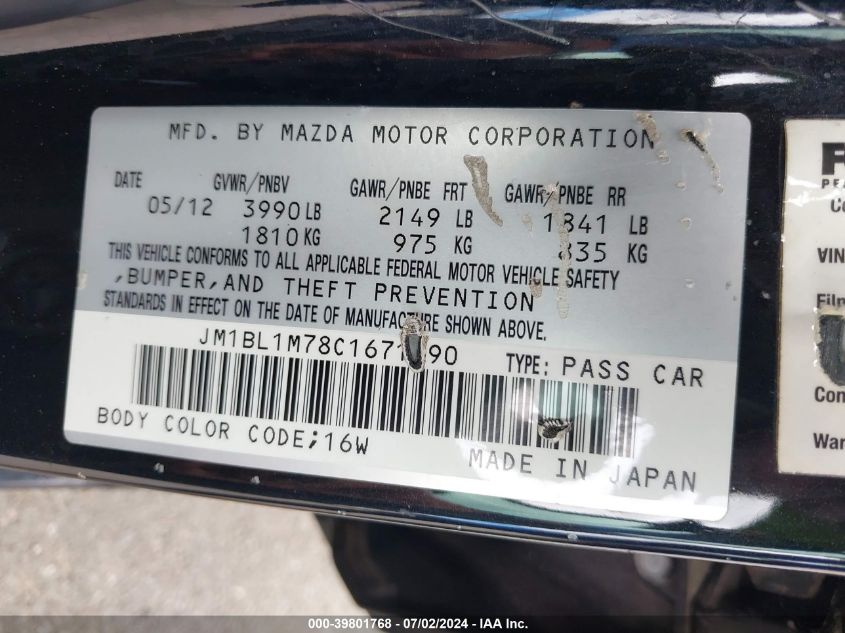 MFD. BY MAZDA MOTOR CORPORATION
DATE GVWR/PNBV GAWR/PNBE FRT GAWR/PNBE RR
05/12 3990 LB 2149 LB 1841 LB
1810 KG 975 KG 835 KG
THIS VEHICLE CONFORMS TO ALL APPLICABLE FEDERAL MOTOR VEHICLE SAFETY
,BUMPER,AND THEFT PREVENTION
STANDARDS IN EFFECT ON THE DATE OF MANUFACTURE SHOWN ABOVE.
TYPE: PASS CAR
BODY COLOR CODE;16W
MADE IN JAPAN
VIN
Film
000-39801768 - 07/02/2024 - IAA Inc.